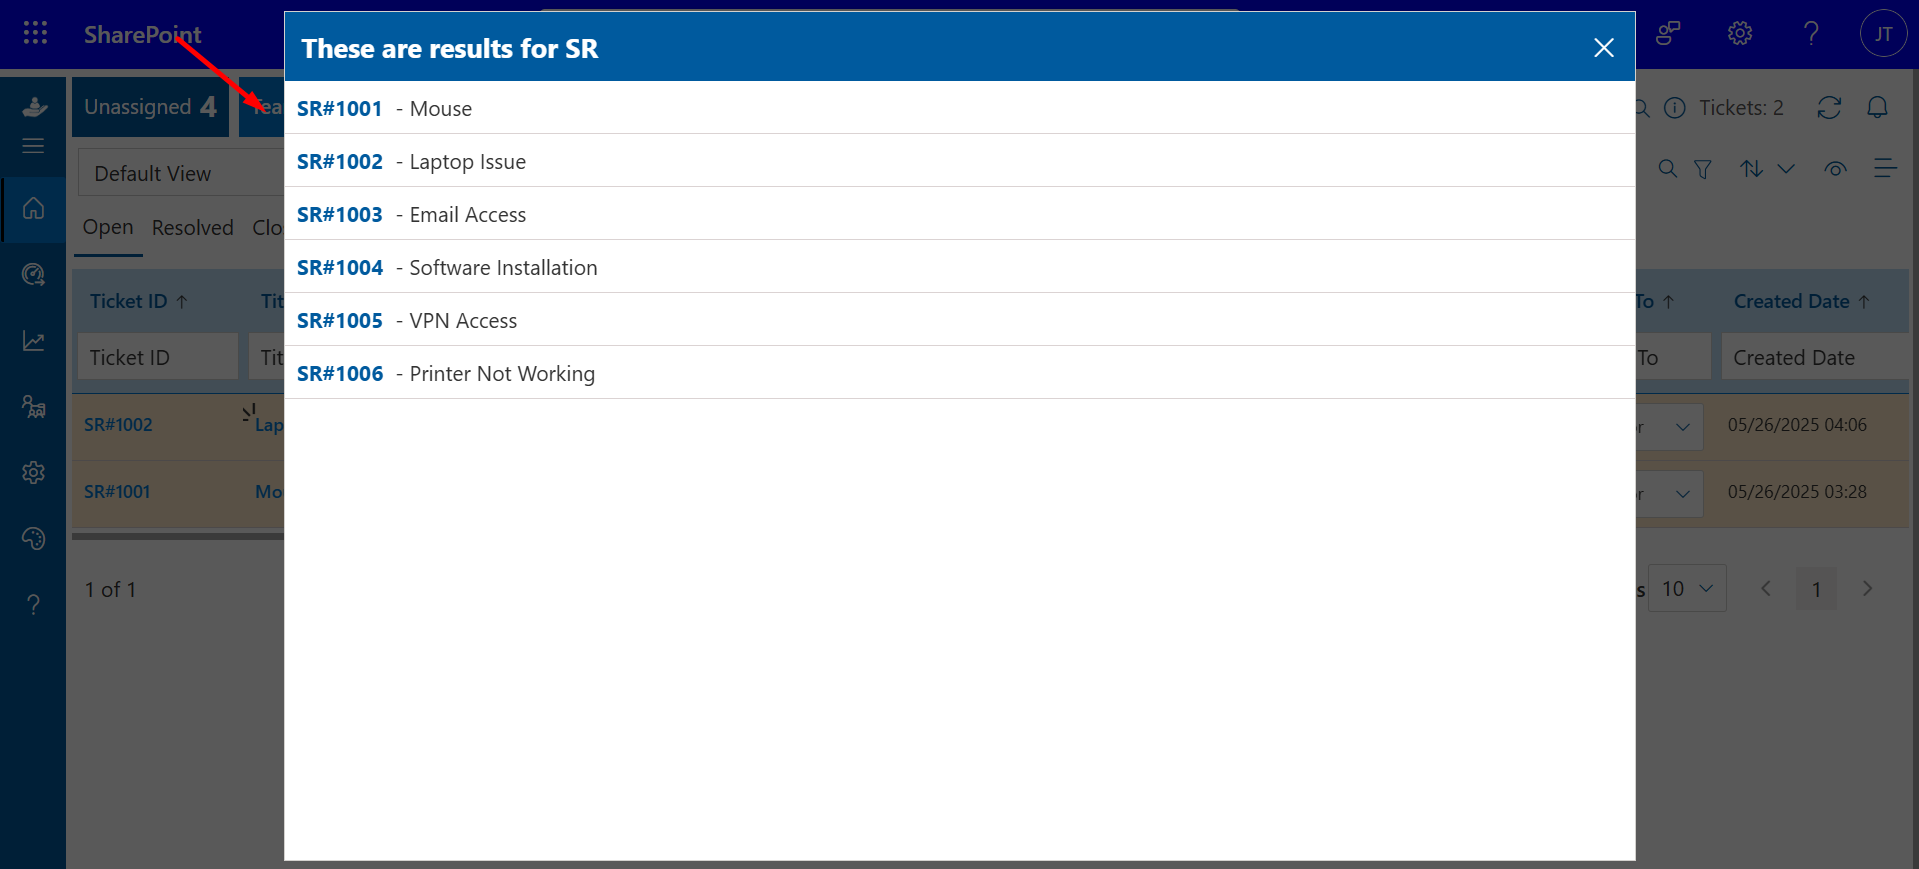 SharePoint
JT
These are results for SR
Unassigned 4
Tickets: 2
SR#1001 - Mouse
SR#1002 - Laptop Issue
Default View
SR#1003 - Email Access
Open Resolved Clo
SR#1004 - Software Installation
Ticket ID ↑ Tit
To ↑ Created Date ↑
SR#1005 - VPN Access
Ticket ID Tit
To Created Date
SR#1006 - Printer Not Working
SR#1002 Lap
r 05/26/2025 04:06
SR#1001 Mo
r 05/26/2025 03:28
1 of 1
s 10 1